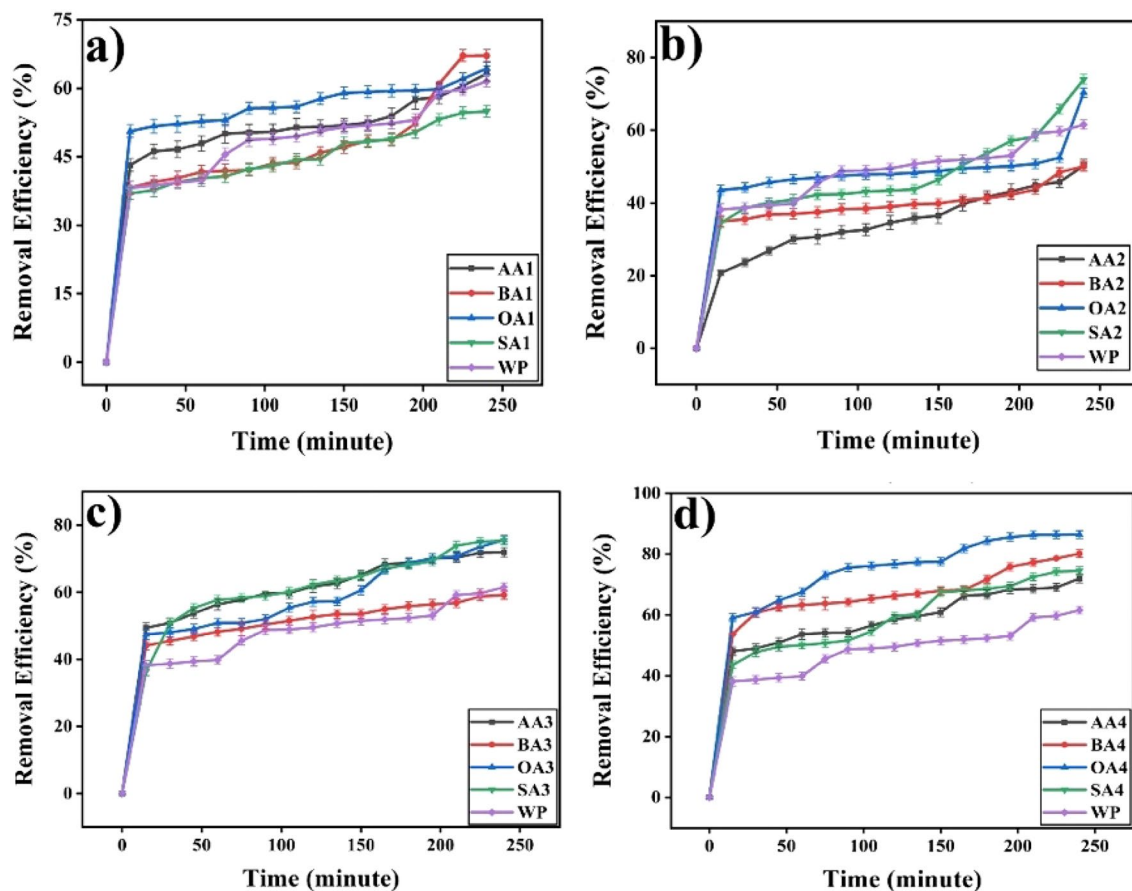 a)
Removal Efficiency (%)
75
60
45
30
15
0
AA1
BA1
OA1
SA1
WP
0 50 100 150 200 250
Time (minute)
b)
Removal Efficiency (%)
80
60
40
20
0
AA2
BA2
OA2
SA2
WP
0 50 100 150 200 250
Time (minute)
c)
Removal Efficiency (%)
80
60
40
20
0
AA3
BA3
OA3
SA3
WP
0 50 100 150 200 250
Time (minute)
d)
Removal Efficiency (%)
100
80
60
40
20
0
AA4
BA4
OA4
SA4
WP
0 50 100 150 200 250
Time (minute)